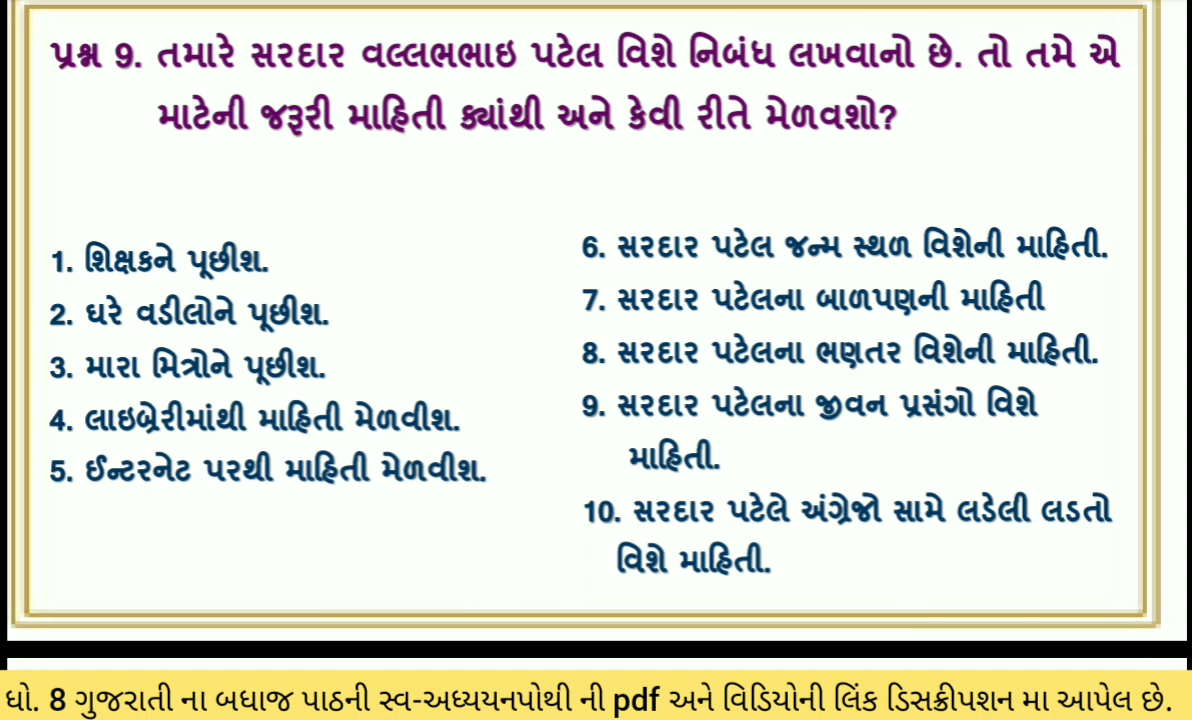 પ્રશ્ન 9. તમારે સરદાર વલ્લભભાઇ પટેલ વિશે નિબંધ લખવાનો છે. તો તમે એ
માટેની જરૂરી માહિતી ક્યાંથી અને કેવી રીતે મેળવશો?
1. શિક્ષકને પૂછીશ.
2. ઘરે વડીલોને પૂછીશ.
3. મારા મિત્રોને પૂછીશ.
4. લાઇબ્રેરીમાંથી માહિતી મેળવીશ.
5. ઈન્ટરનેટ પરથી માહિતી મેળવીશ.
6. સરદાર પટેલ જન્મ સ્થળ વિશેની માહિતી.
7. સરદાર પટેલના બાળપણની માહિતી
8. સરદાર પટેલના ભણતર વિશેની માહિતી.
9. સરદાર પટેલના જીવન પ્રસંગો વિશે
માહિતી.
10. સરદાર પટેલે અંગ્રેજો સામે લડેલી લડતો
વિશે માહિતી.
ધો. 8 ગુજરાતી ના બધાજ પાઠની સ્વ-અધ્યયનપોથી ની pdf અને વિડિયોની લિંક ડિસક્રીપશન મા આપેલ છે.